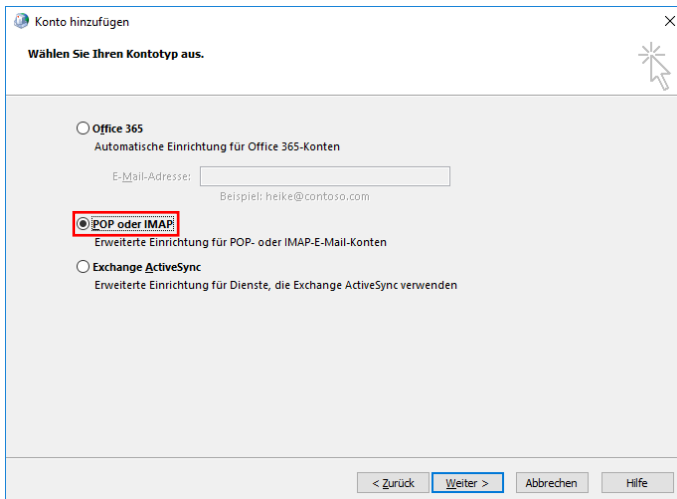 Konto hinzufügen
Wählen Sie Ihren Kontotyp aus.
Office 365
Automatische Einrichtung für Office 365-Konten
E-Mail-Adresse:
Beispiel: heike@contoso.com
POP oder IMAP
Erweiterte Einrichtung für POP- oder IMAP-E-Mail-Konten
Exchange ActiveSync
Erweiterte Einrichtung für Dienste, die Exchange ActiveSync verwenden
< Zurück Weiter > Abbrechen Hilfe